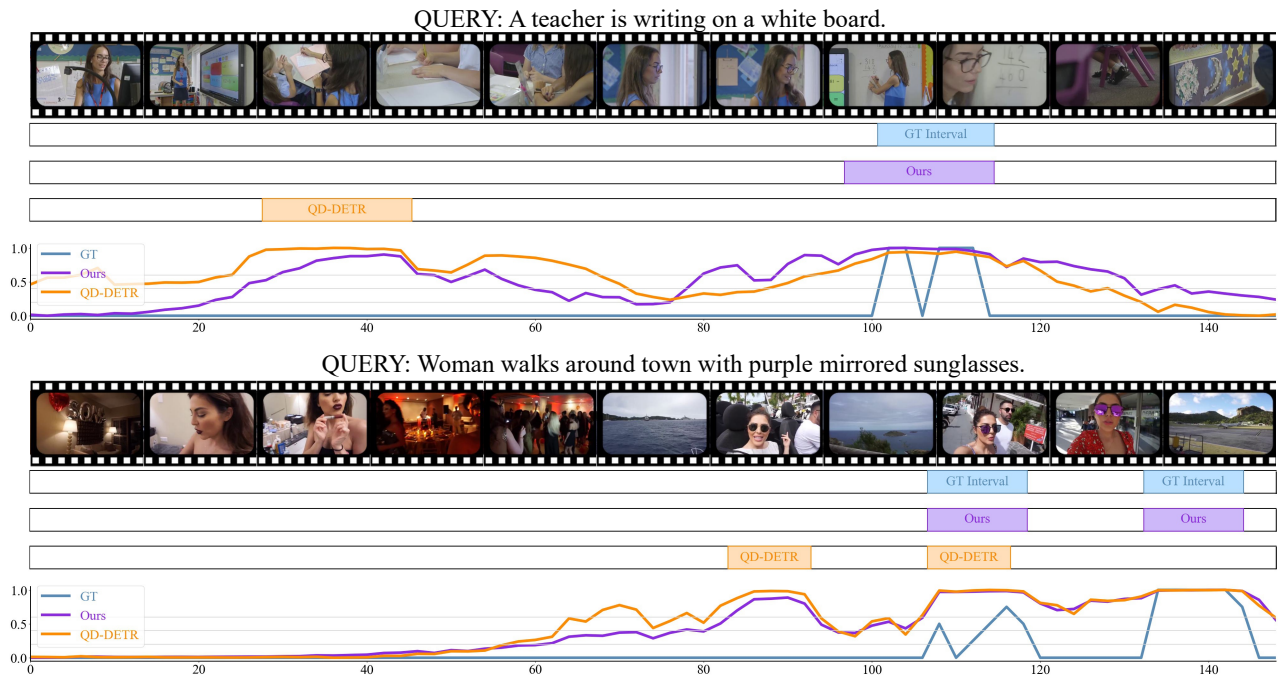 QUERY: A teacher is writing on a white board.
GT Interval
Ours
QD-DETR
1.0
0.5
0.0
GT
Ours
QD-DETR
0 20 40 60 80 100 120 140
QUERY: Woman walks around town with purple mirrored sunglasses.
GT Interval GT Interval
Ours Ours
QD-DETR QD-DETR
1.0
0.5
0.0
GT
Ours
QD-DETR
0 20 40 60 80 100 120 140